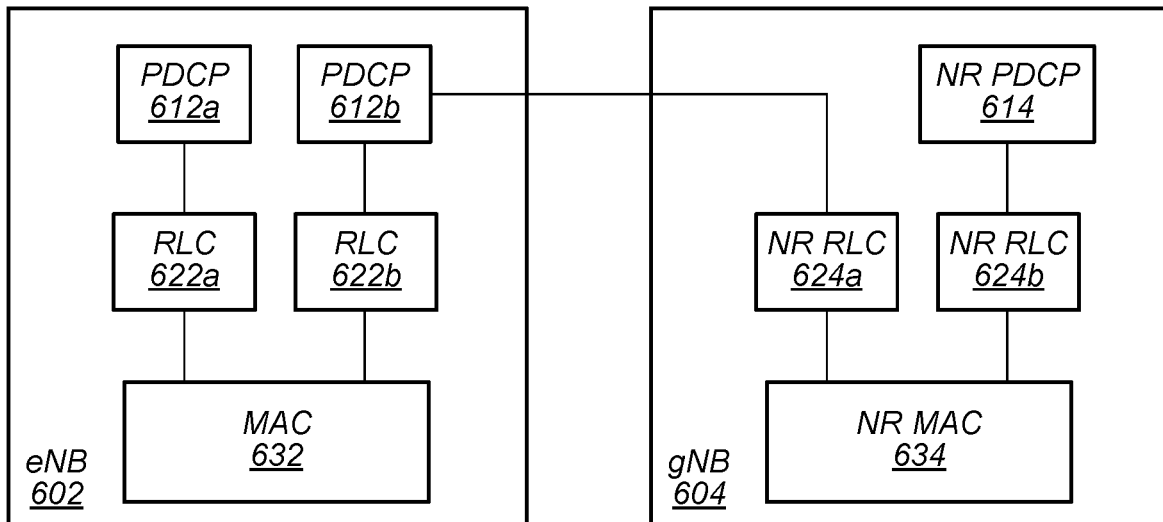 PDCP
612a
PDCP
612b
RLC
622a
RLC
622b
MAC
632
eNB
602
NR PDCP
614
NR RLC
624a
NR RLC
624b
NR MAC
634
gNB
604